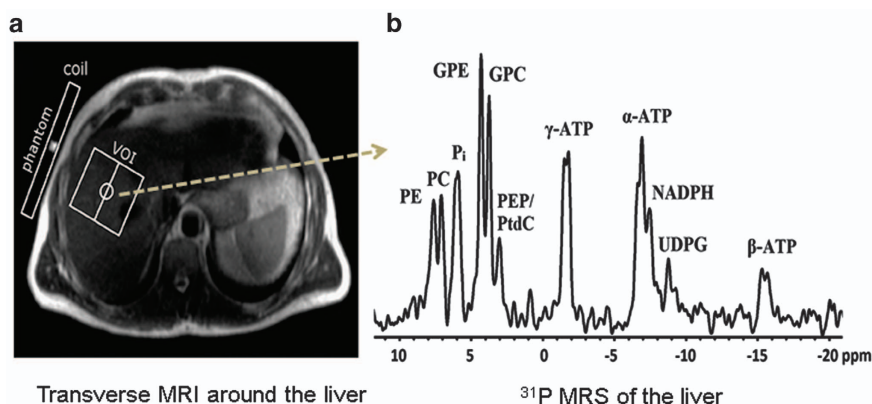 a
coil
phantom
VOI
Transverse MRI around the liver
b
GPE
GPC
γ-ATP
α-ATP
P_i
PE
PC
PEP/
PtdC
NADPH
UDPG
β-ATP
10 5 0 -5 -10 -15 -20 ppm
³¹P MRS of the liver